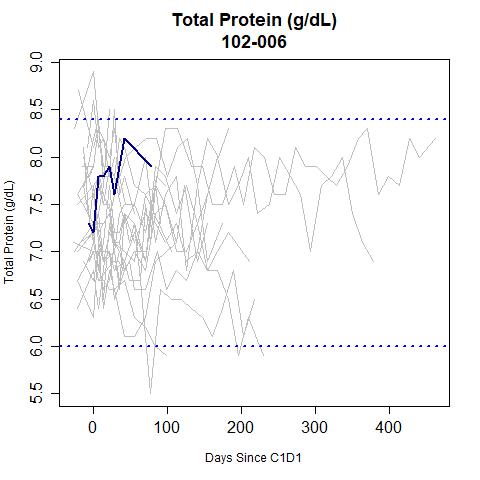 Total Protein (g/dL)
102-006
Total Protein (g/dL)
9.0
8.5
8.0
7.5
7.0
6.5
6.0
5.5
0 100 200 300 400
Days Since C1D1